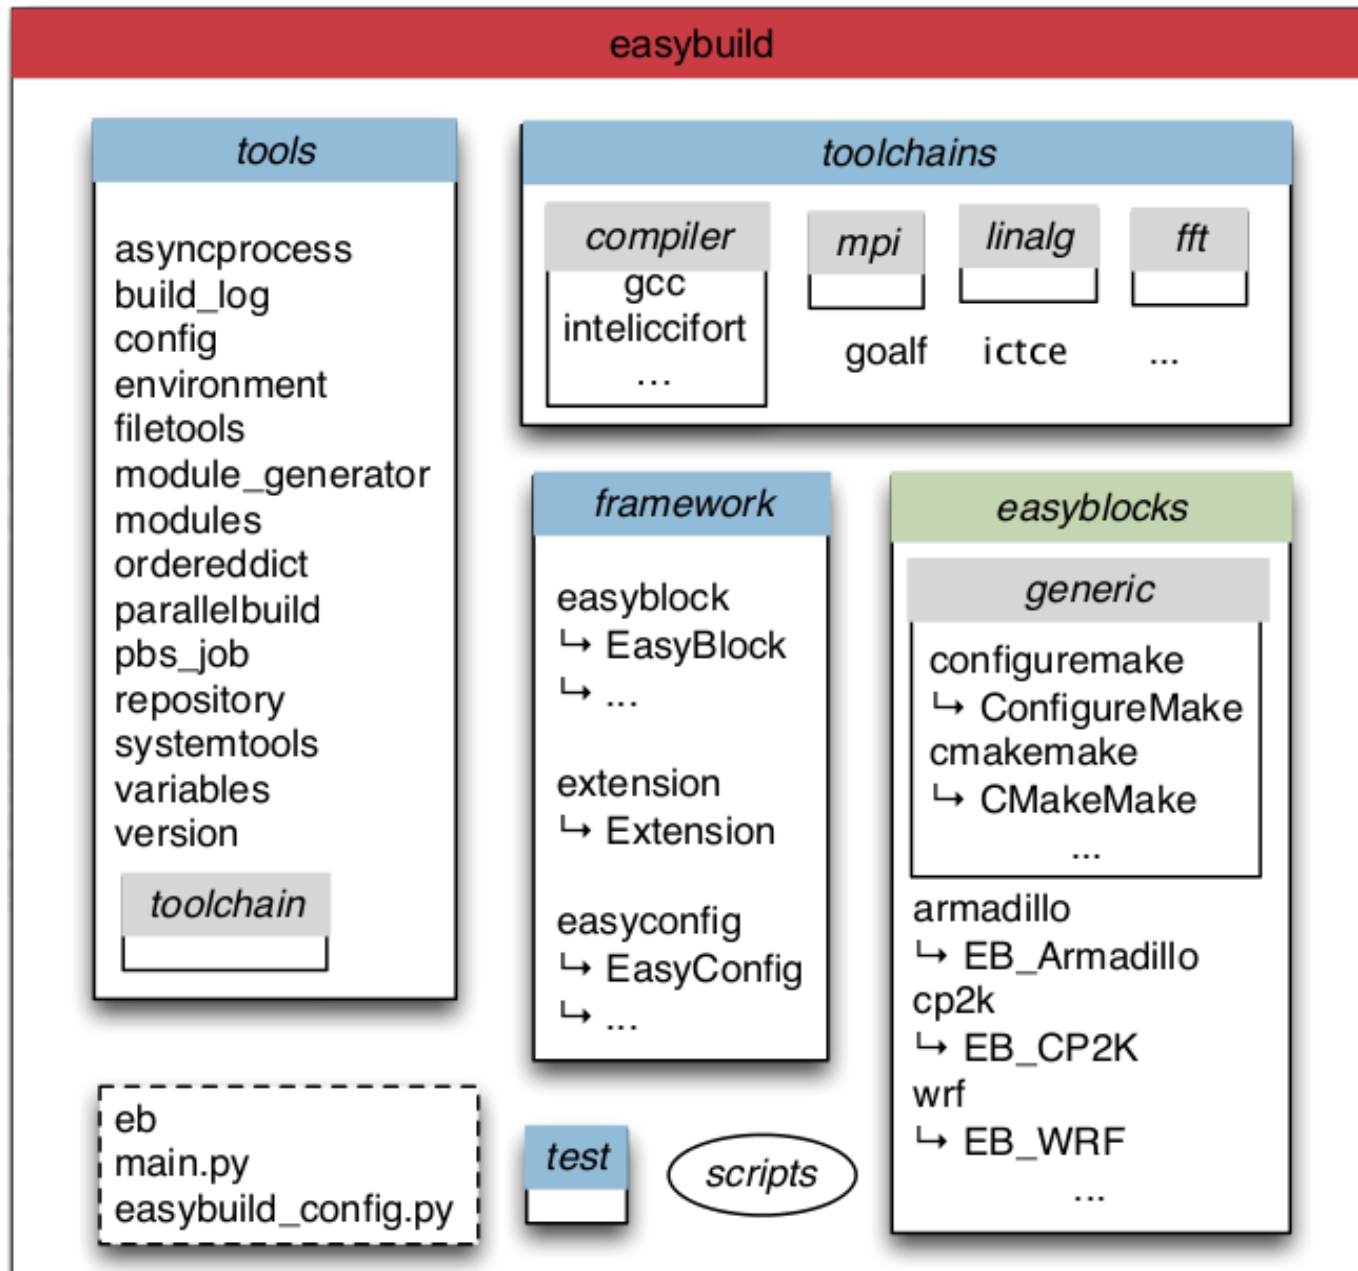 easybuild
tools
asyncprocess
build_log
config
environment
filetools
module_generator
modules
ordereddict
parallelbuild
pbs_job
repository
systemtools
variables
version
toolchain
toolchains
compiler
gcc
inteliccifort
...
mpi
linalg
fft
goalf ictce ...
framework
easyblock
↳ EasyBlock
↳ ...
extension
↳ Extension
easyconfig
↳ EasyConfig
↳ ...
easyblocks
generic
configuremake
↳ ConfigureMake
cmakemake
↳ CMakeMake
...
armadillo
↳ EB_Armadillo
cp2k
↳ EB_CP2K
wrf
↳ EB_WRF
...
eb
main.py
easybuild_config.py
test
scripts